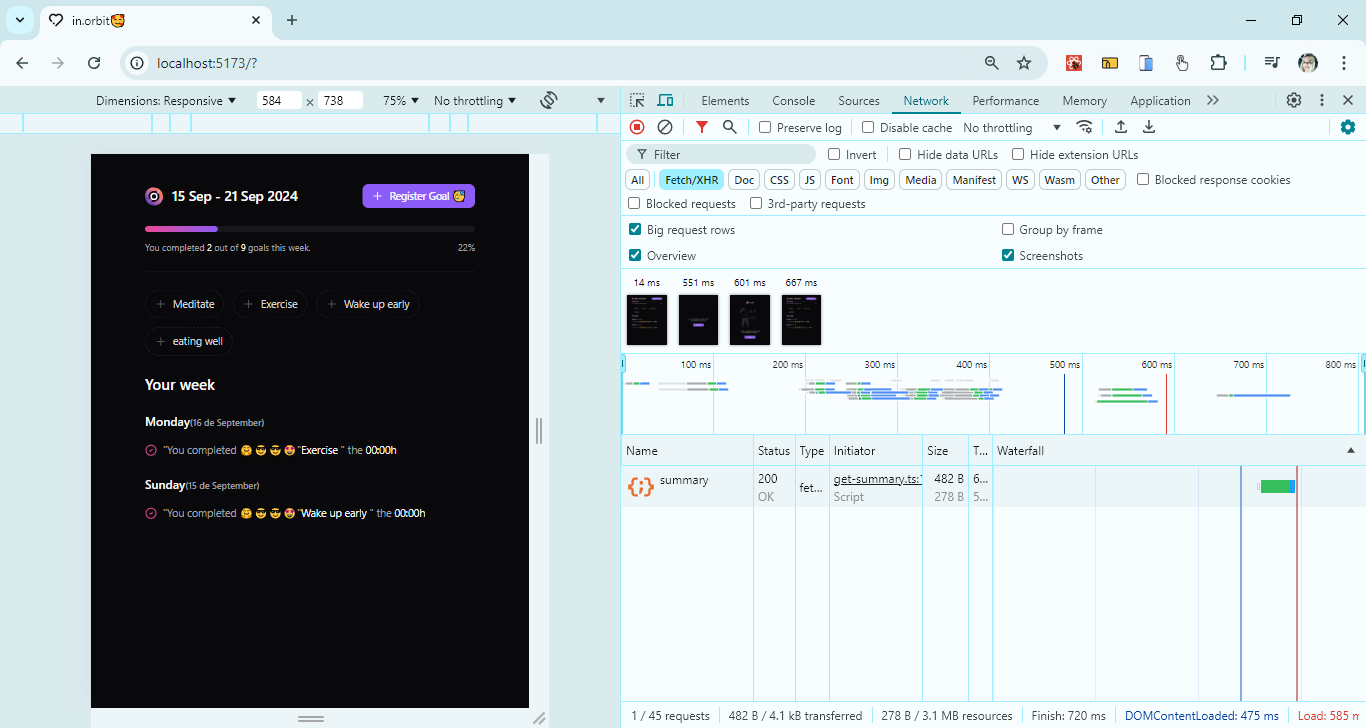 in.orbit🥰
localhost:5173/?
Dimensions: Responsive 584 × 738 75% No throttling
Elements Console Sources Network Performance Memory Application
Preserve log Disable cache No throttling
Filter Invert Hide data URLs Hide extension URLs
All Fetch/XHR Doc CSS JS Font Img Media Manifest WS Wasm Other Blocked response cookies
Blocked requests 3rd-party requests
Big request rows Group by frame
Overview Screenshots
14 ms 551 ms 601 ms 667 ms
100 ms 200 ms 300 ms 400 ms 500 ms 600 ms 700 ms 800 ms
Name Status Type Initiator Size T... Waterfall
summary 200 OK fet... get-summary.ts:1 Script 482 B 278 B 6... 5...
1 / 45 requests 482 B / 4.1 kB transferred 278 B / 3.1 MB resources Finish: 720 ms DOMContentLoaded: 475 ms Load: 585 m
15 Sep - 21 Sep 2024
+ Register Goal
You completed 2 out of 9 goals this week. 22%
+ Meditate + Exercise + Wake up early
+ eating well
Your week
Monday(16 de September)
"You completed 🤗😎😎🤩"Exercise " the 00:00h
Sunday(15 de September)
"You completed 🤗😎😎🤩"Wake up early " the 00:00h